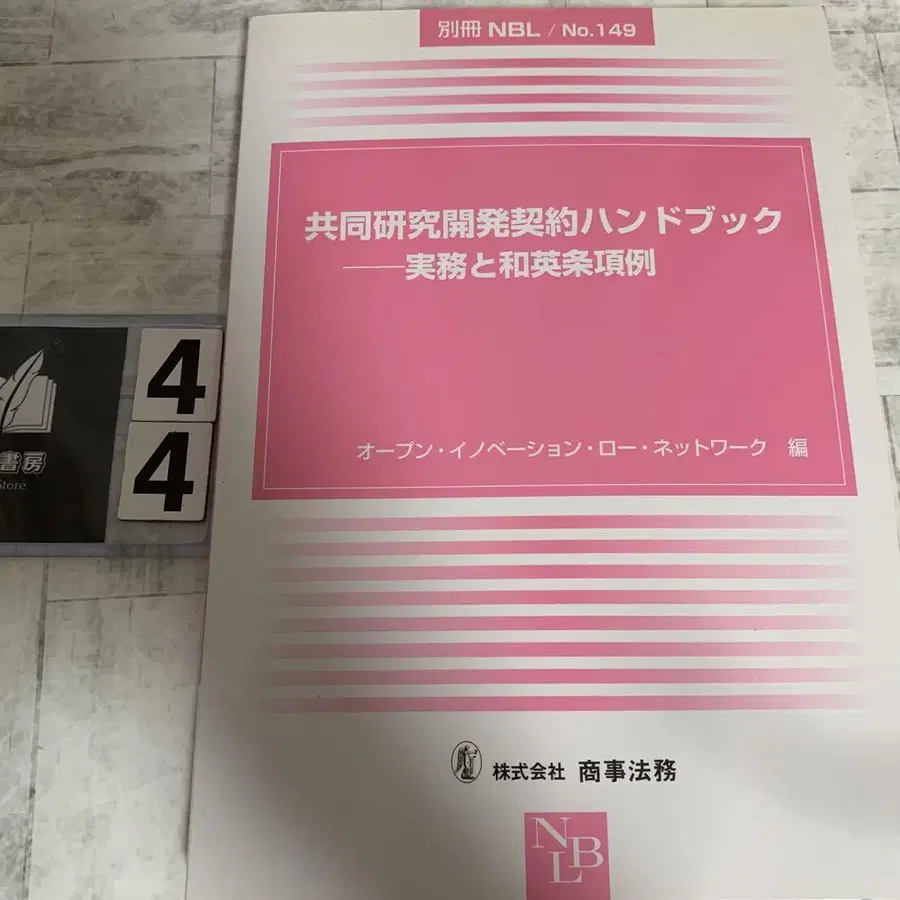 別冊 NBL / No.149
共同研究開発契約ハンドブック
——実務と和英条項例
オープン・イノベーション・ロー・ネットワーク 編
株式会社 商事法務
NBL
4
4
書房
Store